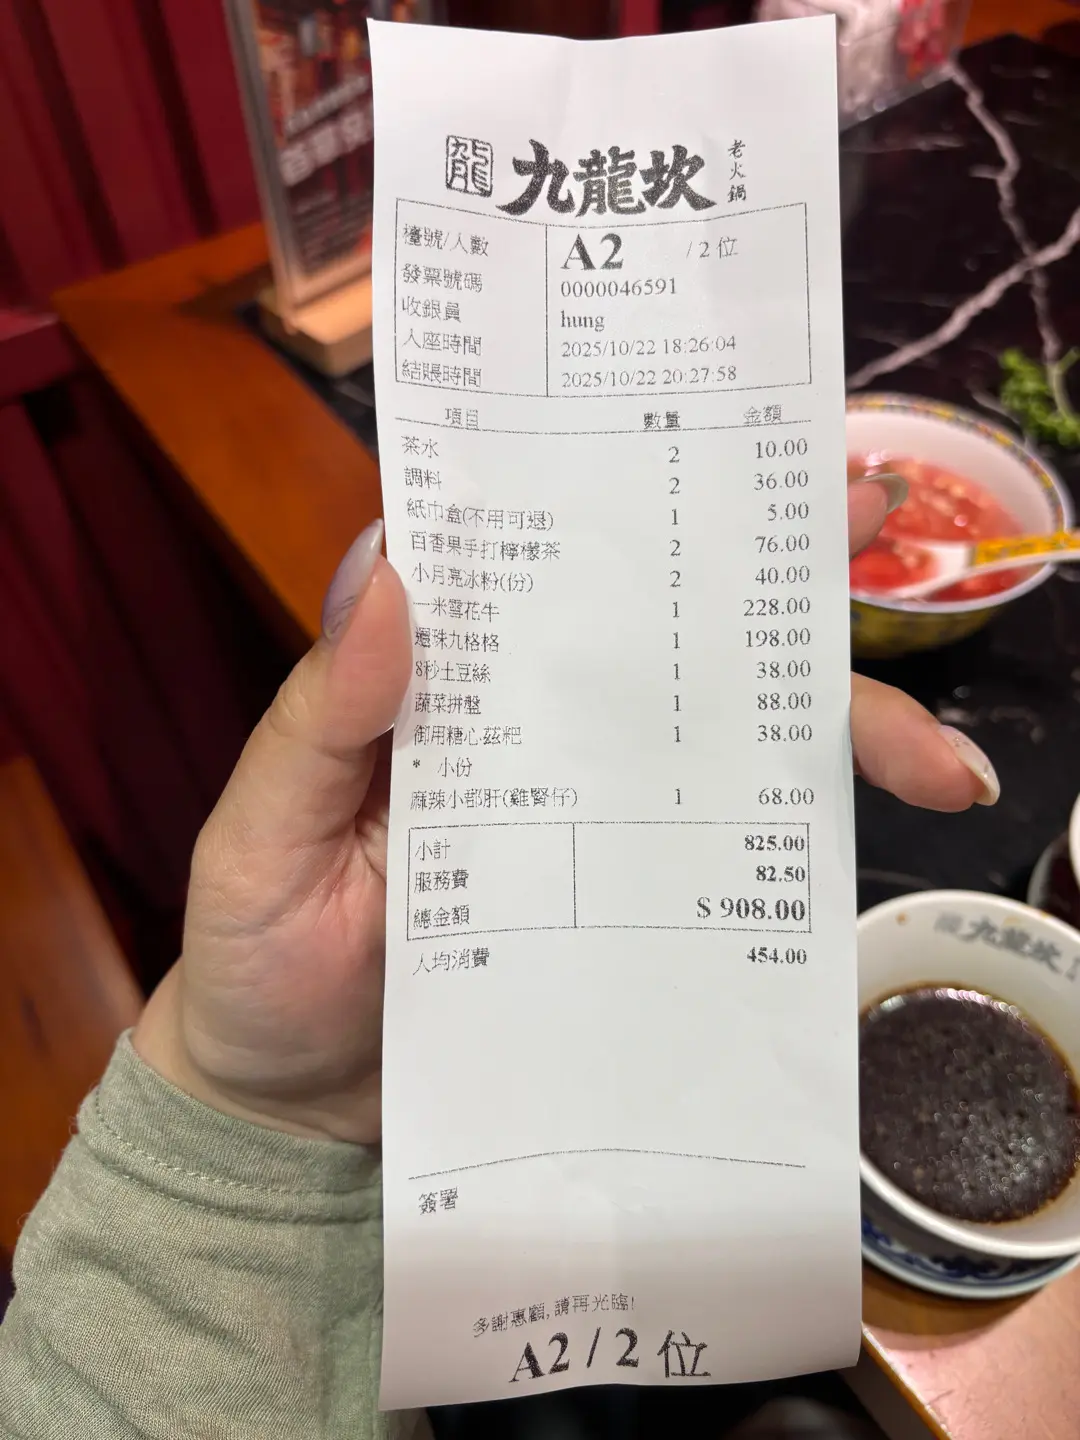 龍 九龍坎 老火鍋
檯號/人數 A2 /2位
發票號碼 0000046591
收銀員 hung
入座時間 2025/10/22 18:26:04
結賬時間 2025/10/22 20:27:58
項目 數量 金額
茶水 2 10.00
調料 2 36.00
紙巾盒(不用可退) 1 5.00
百香果手打檸檬茶 2 76.00
小月亮冰粉(份) 2 40.00
一米雪花牛 1 228.00
還珠九格格 1 198.00
8秒土豆絲 1 38.00
蔬菜拼盤 1 88.00
御用糖心茲粑 1 38.00
* 小份
麻辣小郡肝(雞腎仔) 1 68.00
小計 825.00
服務費 82.50
總金額 $ 908.00
人均消費 454.00
簽署
多謝惠顧,請再光臨!
A2 / 2 位
九龍坎